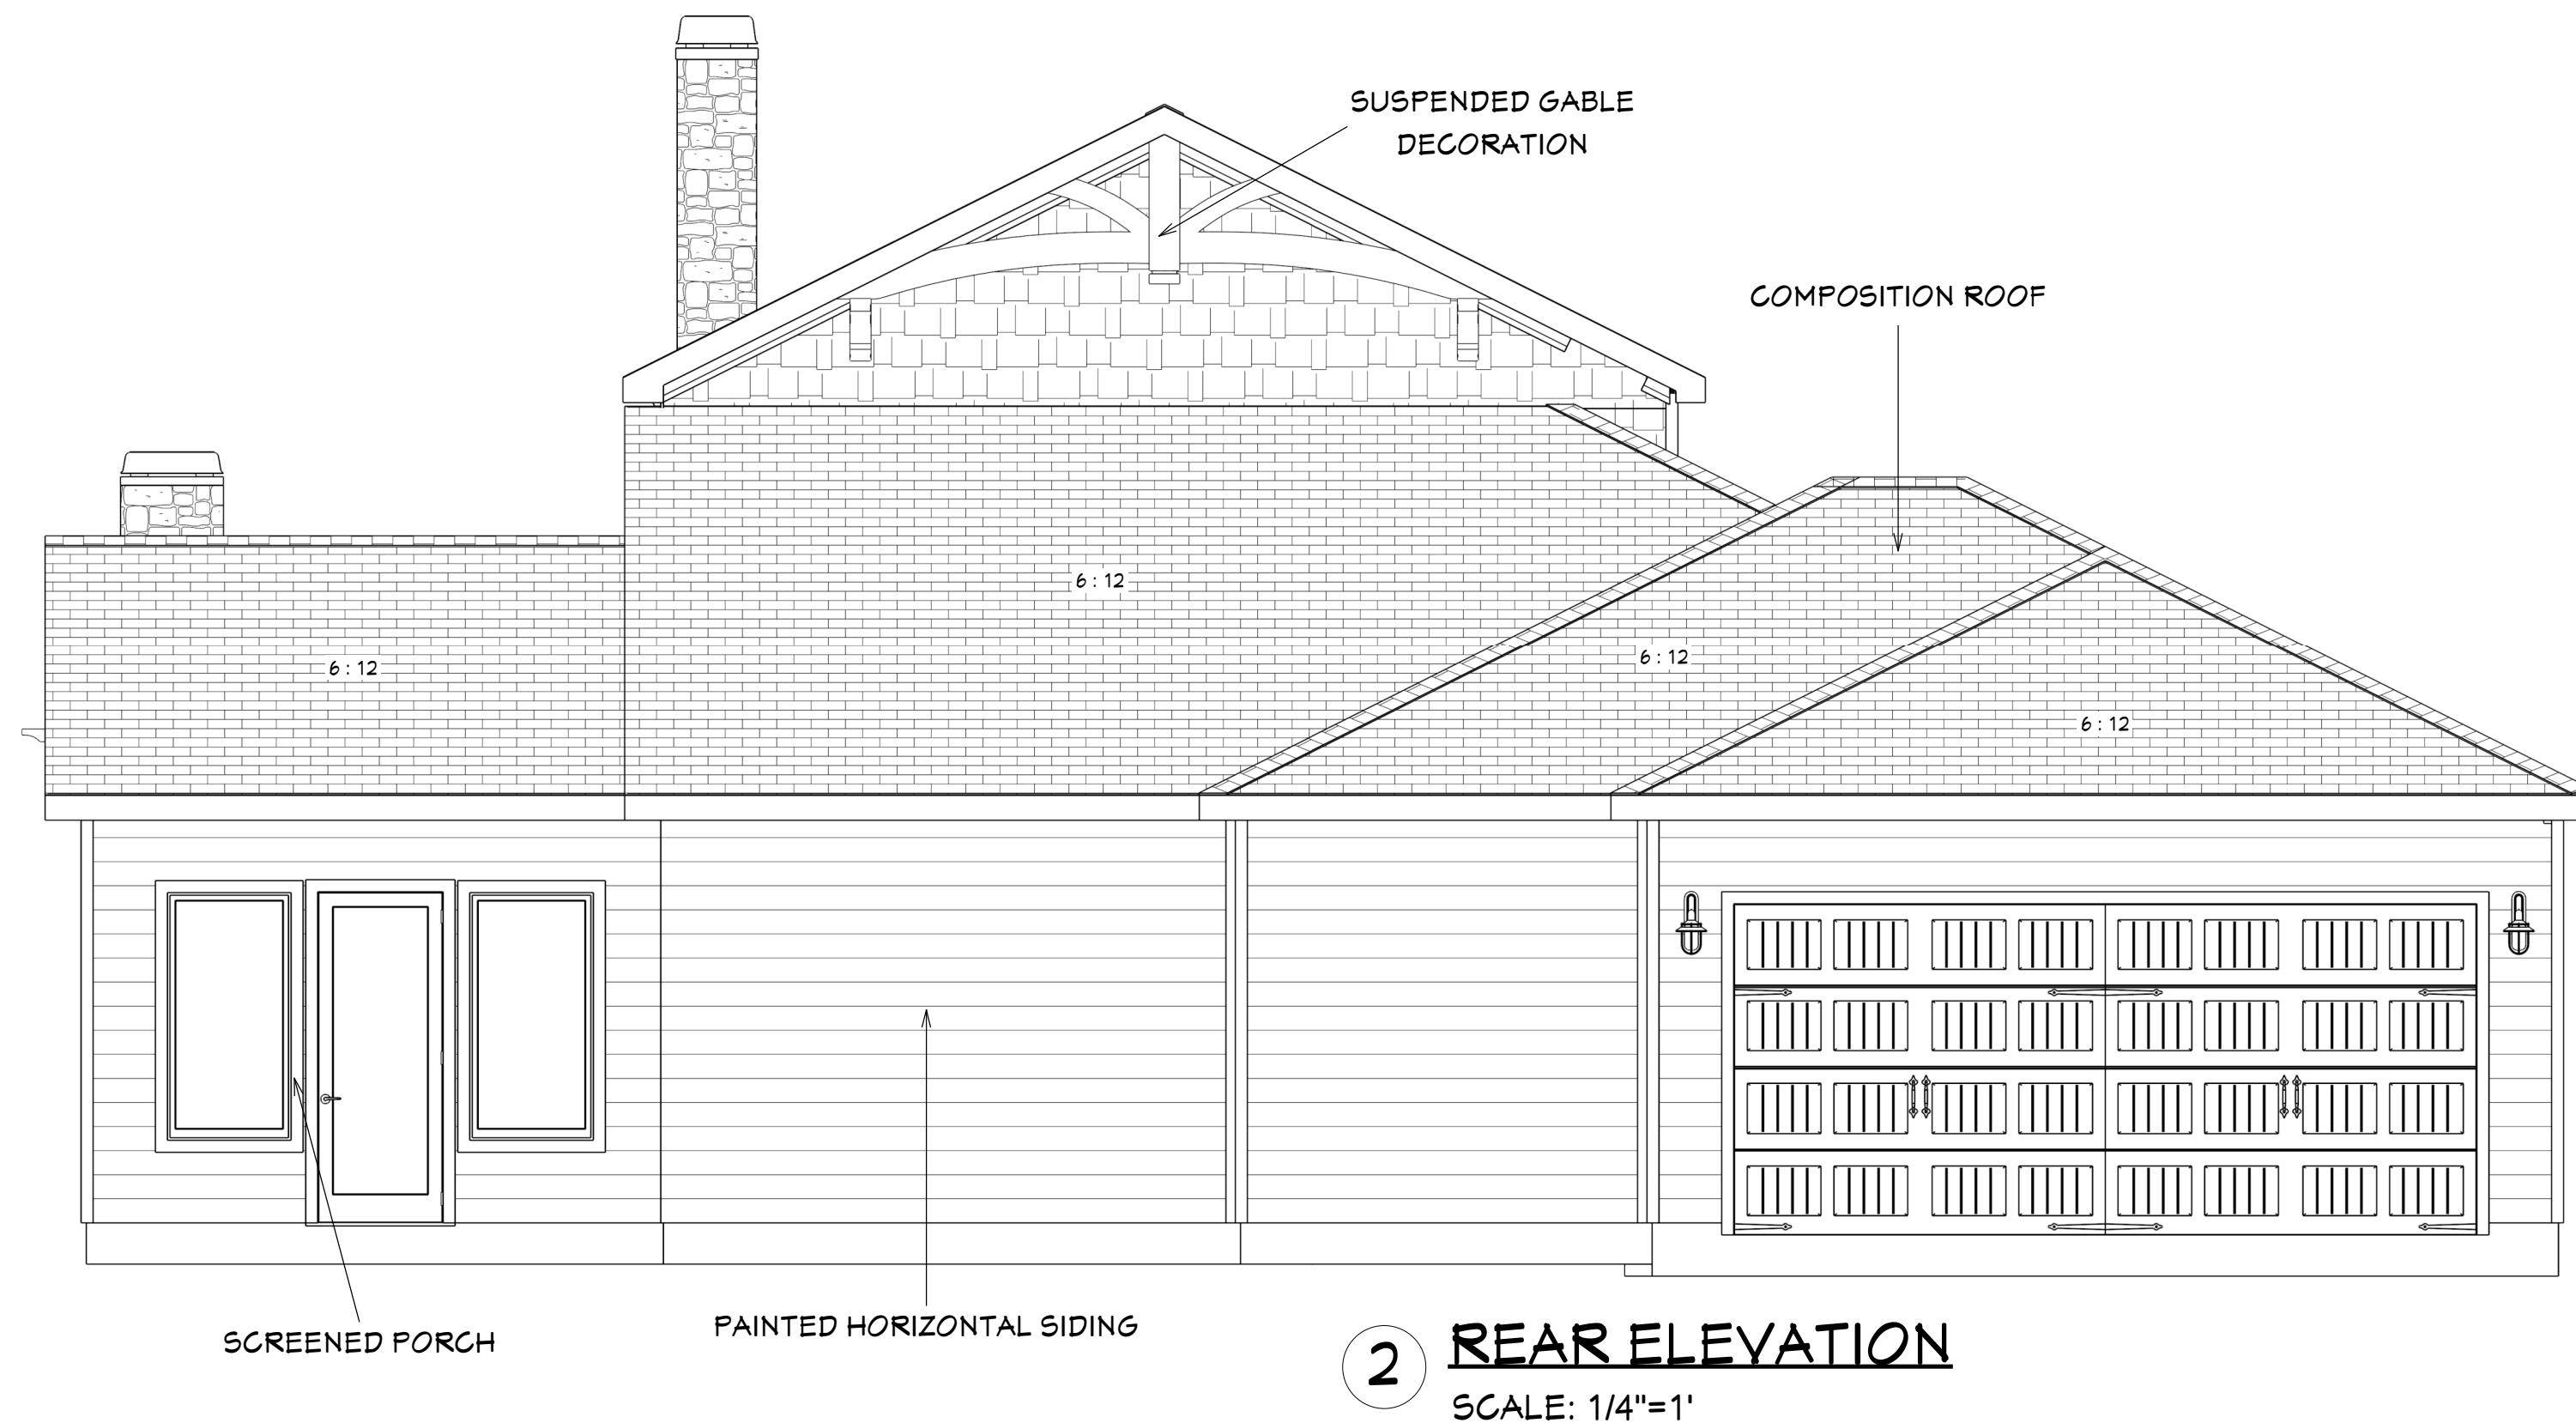 SUSPENDED GABLE
DECORATION
COMPOSITION ROOF
6 : 12
6 : 12
6 : 12
6 : 12
SCREENED PORCH
PAINTED HORIZONTAL SIDING
2
REAR ELEVATION
SCALE: 1/4"=1'